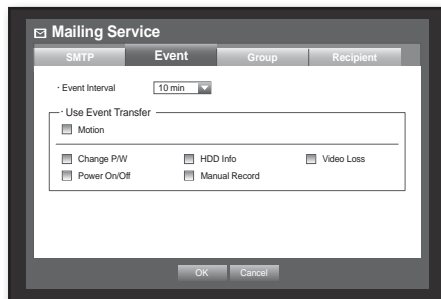 Mailing Service
SMTP Event Group Recipient
· Event Interval 10 min
· Use Event Transfer
Motion
Change P/W HDD Info Video Loss
Power On/Off Manual Record
OK Cancel